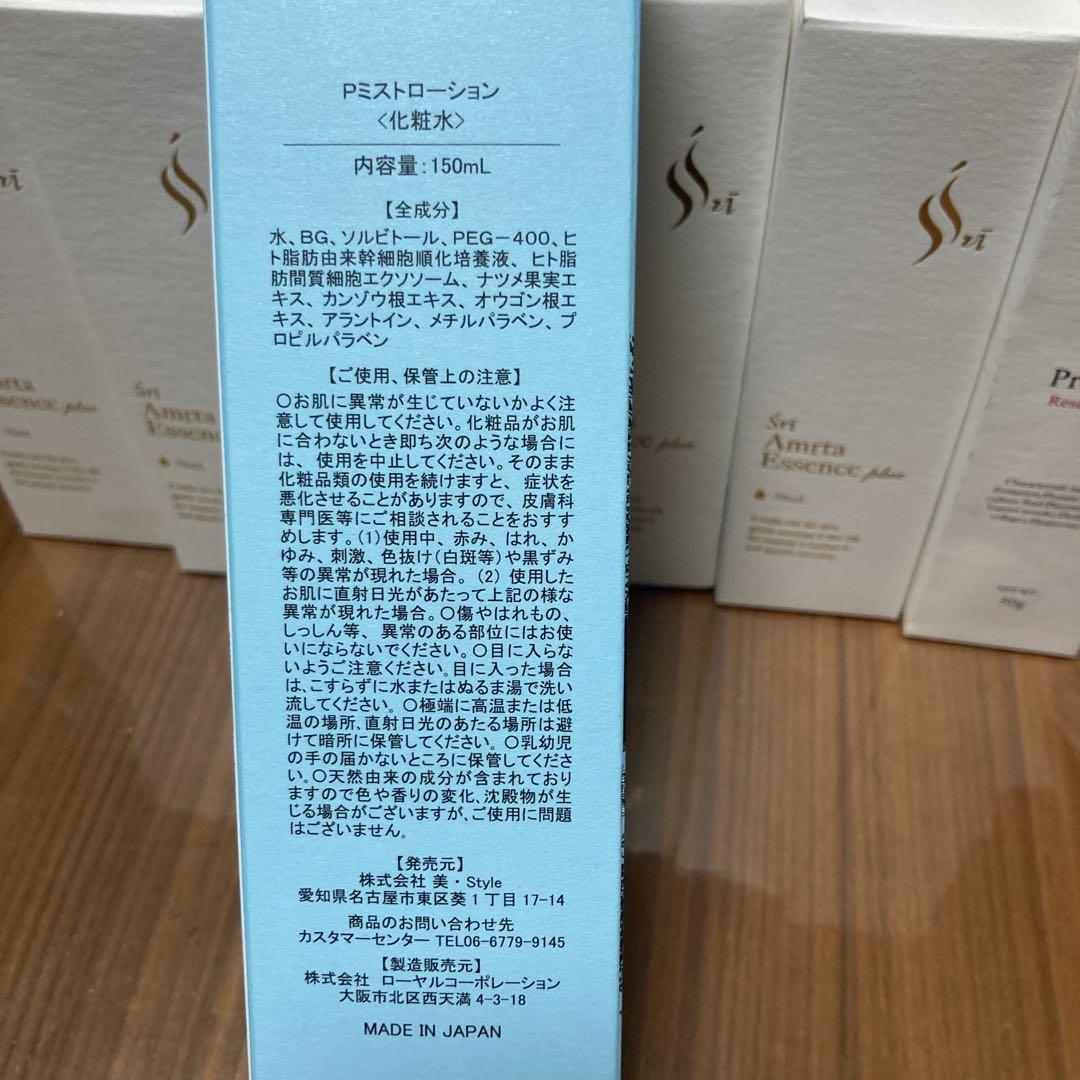 Pミストローション
<化粧水>
内容量:150mL
【全成分】
水、BG、ソルビトール、PEG-400、ヒ
ト脂肪由来幹細胞順化培養液、ヒト脂
肪間質細胞エクソソーム、ナツメ果実エ
キス、カンゾウ根エキス、オウゴン根エ
キス、アラントイン、メチルパラベン、プ
ロピルパラベン
【ご使用、保管上の注意】
○お肌に異常が生じていないかよく注
意して使用してください。化粧品がお肌
に合わないとき即ち次のような場合に
は、使用を中止してください。そのまま
化粧品類の使用を続けますと、症状を
悪化させることがありますので、皮膚科
専門医等にご相談されることをおすす
めします。(1)使用中、赤み、はれ、か
ゆみ、刺激、色抜け(白斑等)や黒ずみ
等の異常が現れた場合。(2) 使用した
お肌に直射日光があたって上記の様な
異常が現れた場合。○傷やはれもの、
しっしん等、異常のある部位にはお使
いにならないでください。○目に入らな
いようご注意ください。目に入った場合
は、こすらずに水またはぬるま湯で洗い
流してください。○極端に高温または低
温の場所、直射日光のあたる場所は避
けて暗所に保管してください。○乳幼児
の手の届かないところに保管してくださ
い。○天然由来の成分が含まれており
ますので色や香りの変化、沈殿物が生
じる場合がございますが、ご使用に問題
はございません。
【発売元】
株式会社 美・Style
愛知県名古屋市東区葵1丁目17-14
商品のお問い合わせ先
カスタマーセンター TEL06-6779-9145
【製造販売元】
株式会社 ローヤルコーポレーション
大阪市北区西天満4-3-18
MADE IN JAPAN
Śrī
Amrta
Essence plus
Śrī
Amrta
Essence